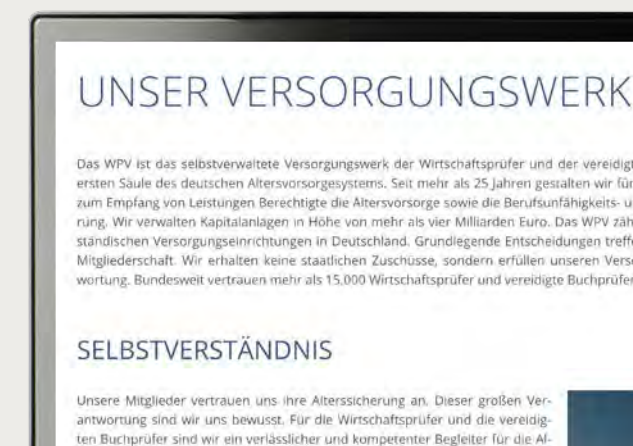 UNSER VERSORGUNGSWERK
Das WPV ist das selbstverwaltete Versorgungswerk der Wirtschaftsprüfer und der vereidigt
ersten Säule des deutschen Altersvorsorgesystems. Seit mehr als 25 Jahren gestalten wir für
zum Empfang von Leistungen Berechtigte die Altersvorsorge sowie die Berufsunfähigkeits- u
rung. Wir verwalten Kapitalanlagen in Höhe von mehr als vier Milliarden Euro. Das WPV zäh
ständischen Versorgungseinrichtungen in Deutschland. Grundlegende Entscheidungen treffe
Mitgliederschaft. Wir erhalten keine staatlichen Zuschüsse, sondern erfüllen unseren Verso
wortung. Bundesweit vertrauen mehr als 15.000 Wirtschaftsprüfer und vereidigte Buchprüfer
SELBSTVERSTÄNDNIS
Unsere Mitglieder vertrauen uns ihre Alterssicherung an. Dieser großen Ver-
antwortung sind wir uns bewusst. Für die Wirtschaftsprüfer und die vereidig-
ten Buchprüfer sind wir ein verlässlicher und kompetenter Begleiter für die Al-